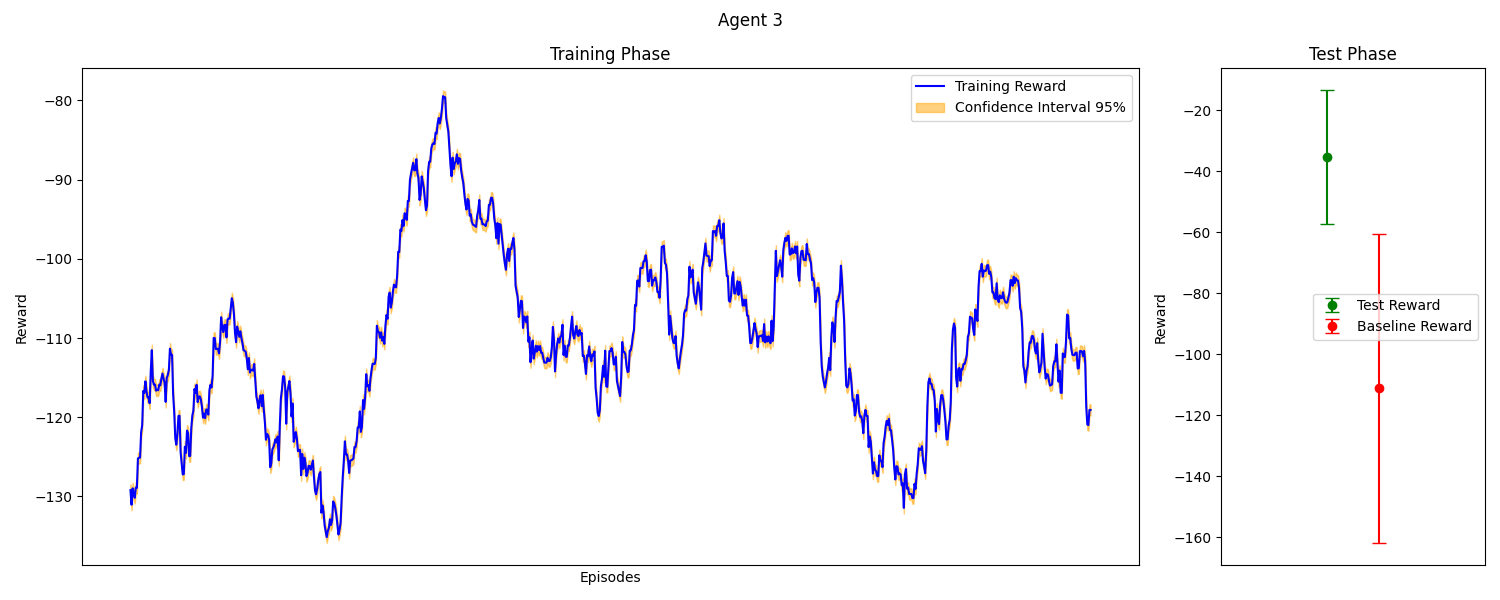 Agent 3
Training Phase
Reward
−80
−90
−100
−110
−120
−130
Training Reward
Confidence Interval 95%
Episodes
Test Phase
Reward
−20
−40
−60
−80
−100
−120
−140
−160
Test Reward
Baseline Reward